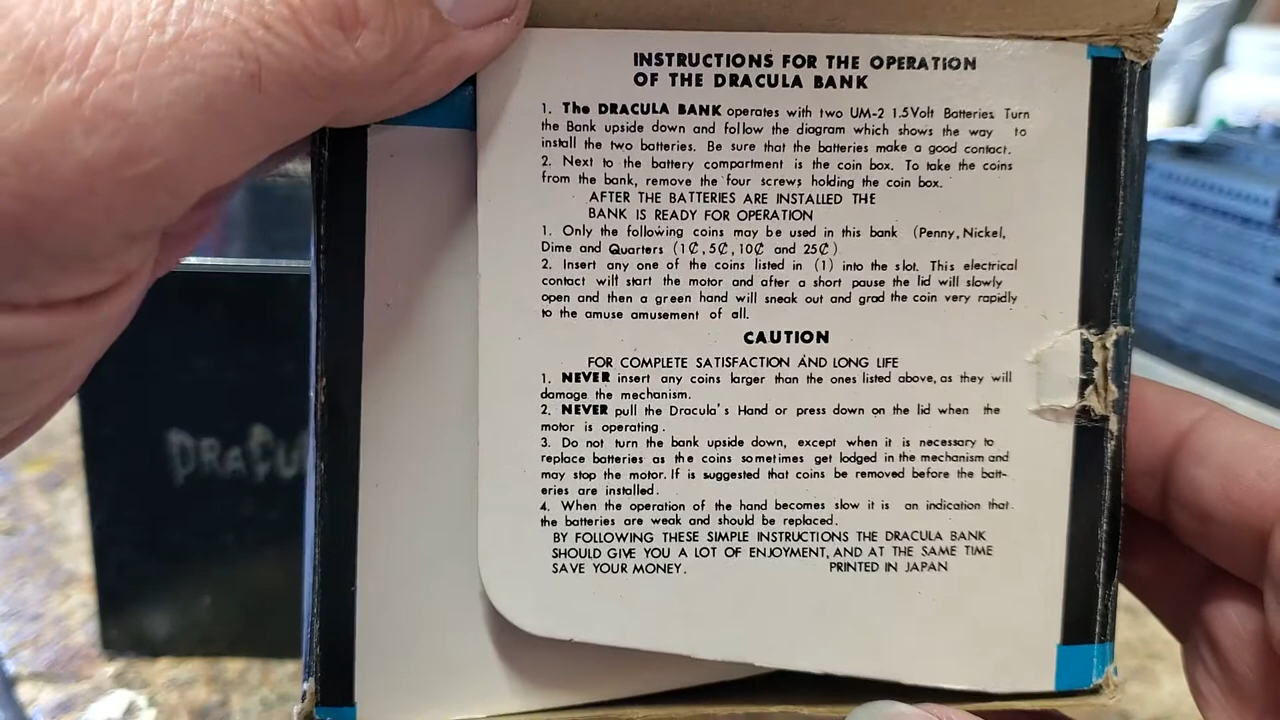 INSTRUCTIONS FOR THE OPERATION
OF THE DRACULA BANK
1. The DRACULA BANK operates with two UM-2 1.5Volt Batteries. Turn
the Bank upside down and follow the diagram which shows the way to
install the two batteries. Be sure that the batteries make a good contact.
2. Next to the battery compartment is the coin box. To take the coins
from the bank, remove the four screws holding the coin box.
AFTER THE BATTERIES ARE INSTALLED THE
BANK IS READY FOR OPERATION
1. Only the following coins may be used in this bank (Penny, Nickel,
Dime and Quarters (1₵, 5₵, 10₵ and 25₵)
2. Insert any one of the coins listed in (1) into the slot. This electrical
contact will start the motor and after a short pause the lid will slowly
open and then a green hand will sneak out and grad the coin very rapidly
to the amuse amusement of all.
CAUTION
FOR COMPLETE SATISFACTION AND LONG LIFE
1. NEVER insert any coins larger than the ones listed above, as they will
damage the mechanism.
2. NEVER pull the Dracula's Hand or press down on the lid when the
motor is operating.
3. Do not turn the bank upside down, except when it is necessary to
replace batteries as the coins sometimes get lodged in the mechanism and
may stop the motor. If is suggested that coins be removed before the batt-
eries are installed.
4. When the operation of the hand becomes slow it is an indication that
the batteries are weak and should be replaced.
BY FOLLOWING THESE SIMPLE INSTRUCTIONS THE DRACULA BANK
SHOULD GIVE YOU A LOT OF ENJOYMENT, AND AT THE SAME TIME
SAVE YOUR MONEY. PRINTED IN JAPAN
DRACU